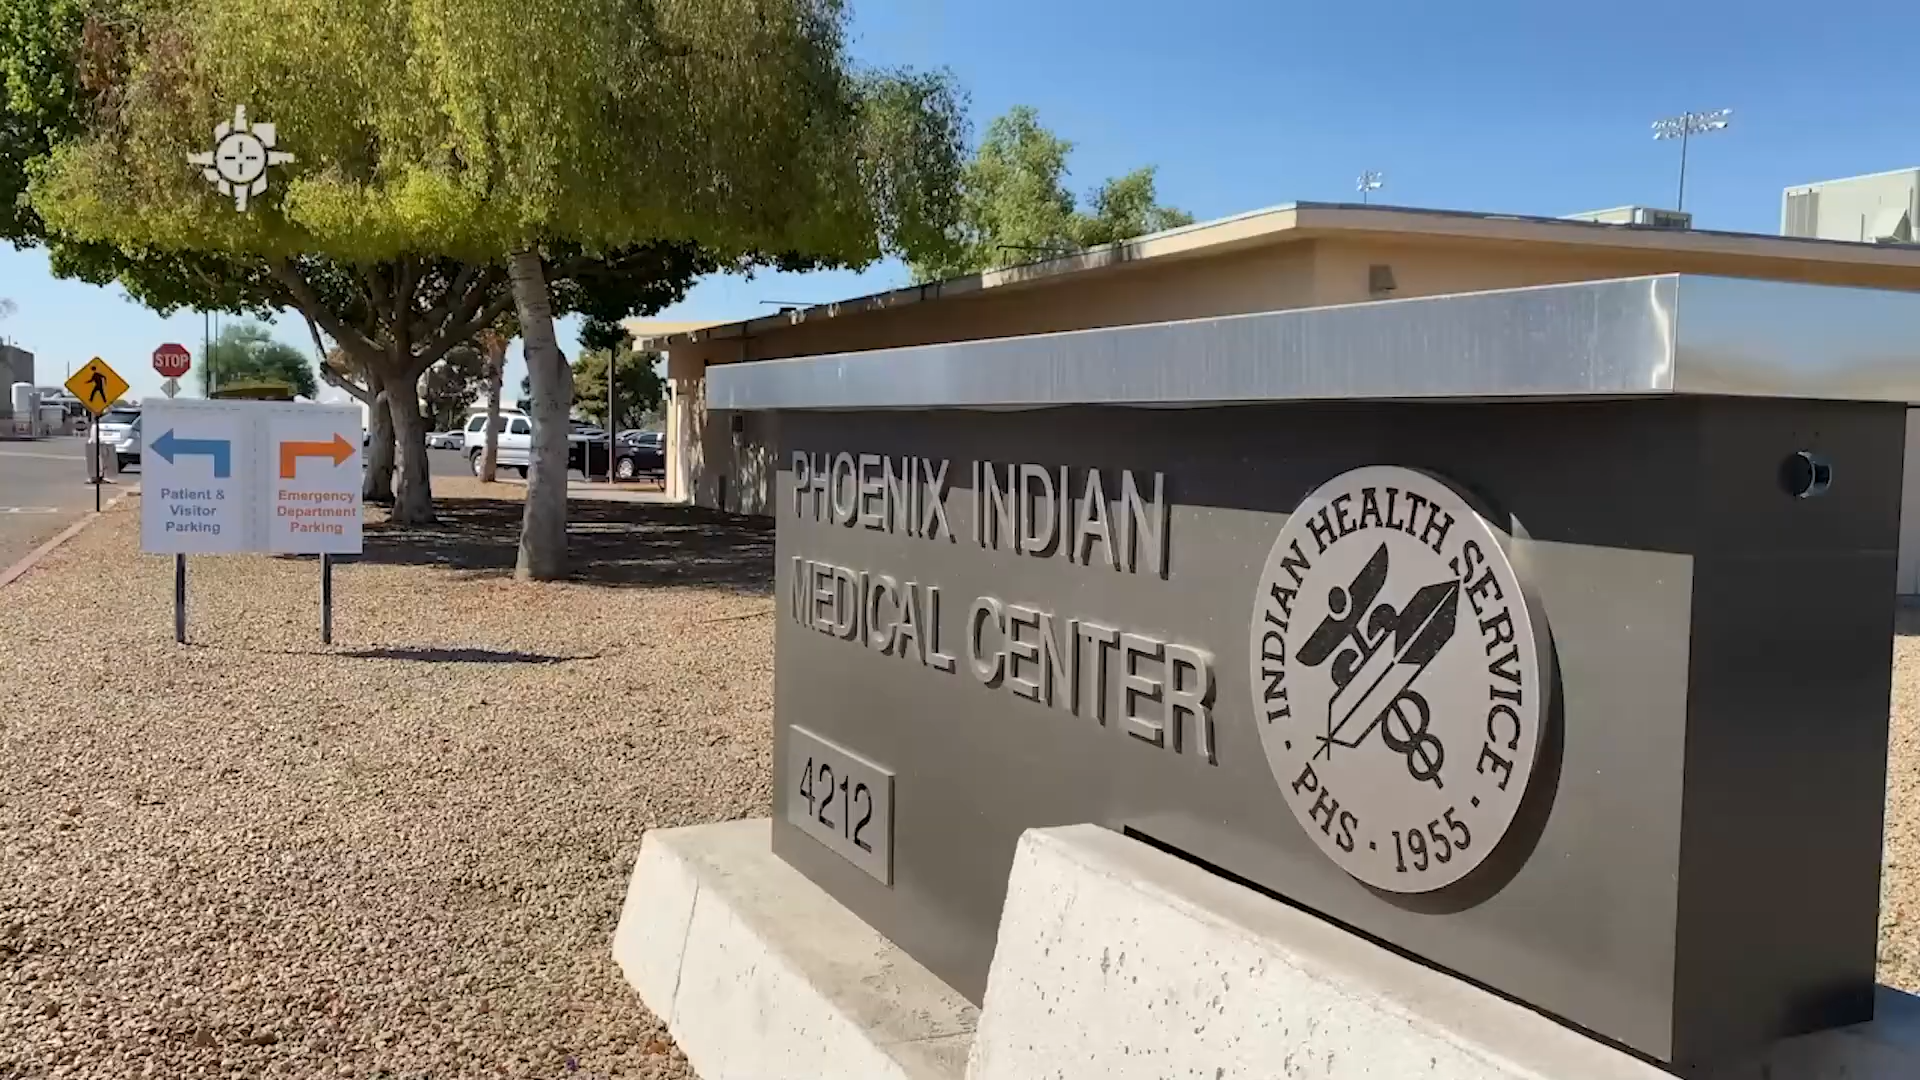 STOP
Patient &
Visitor
Parking
Emergency
Department
Parking
PHOENIX INDIAN
MEDICAL CENTER
4212
INDIAN HEALTH SERVICE
· PHS · 1955 ·